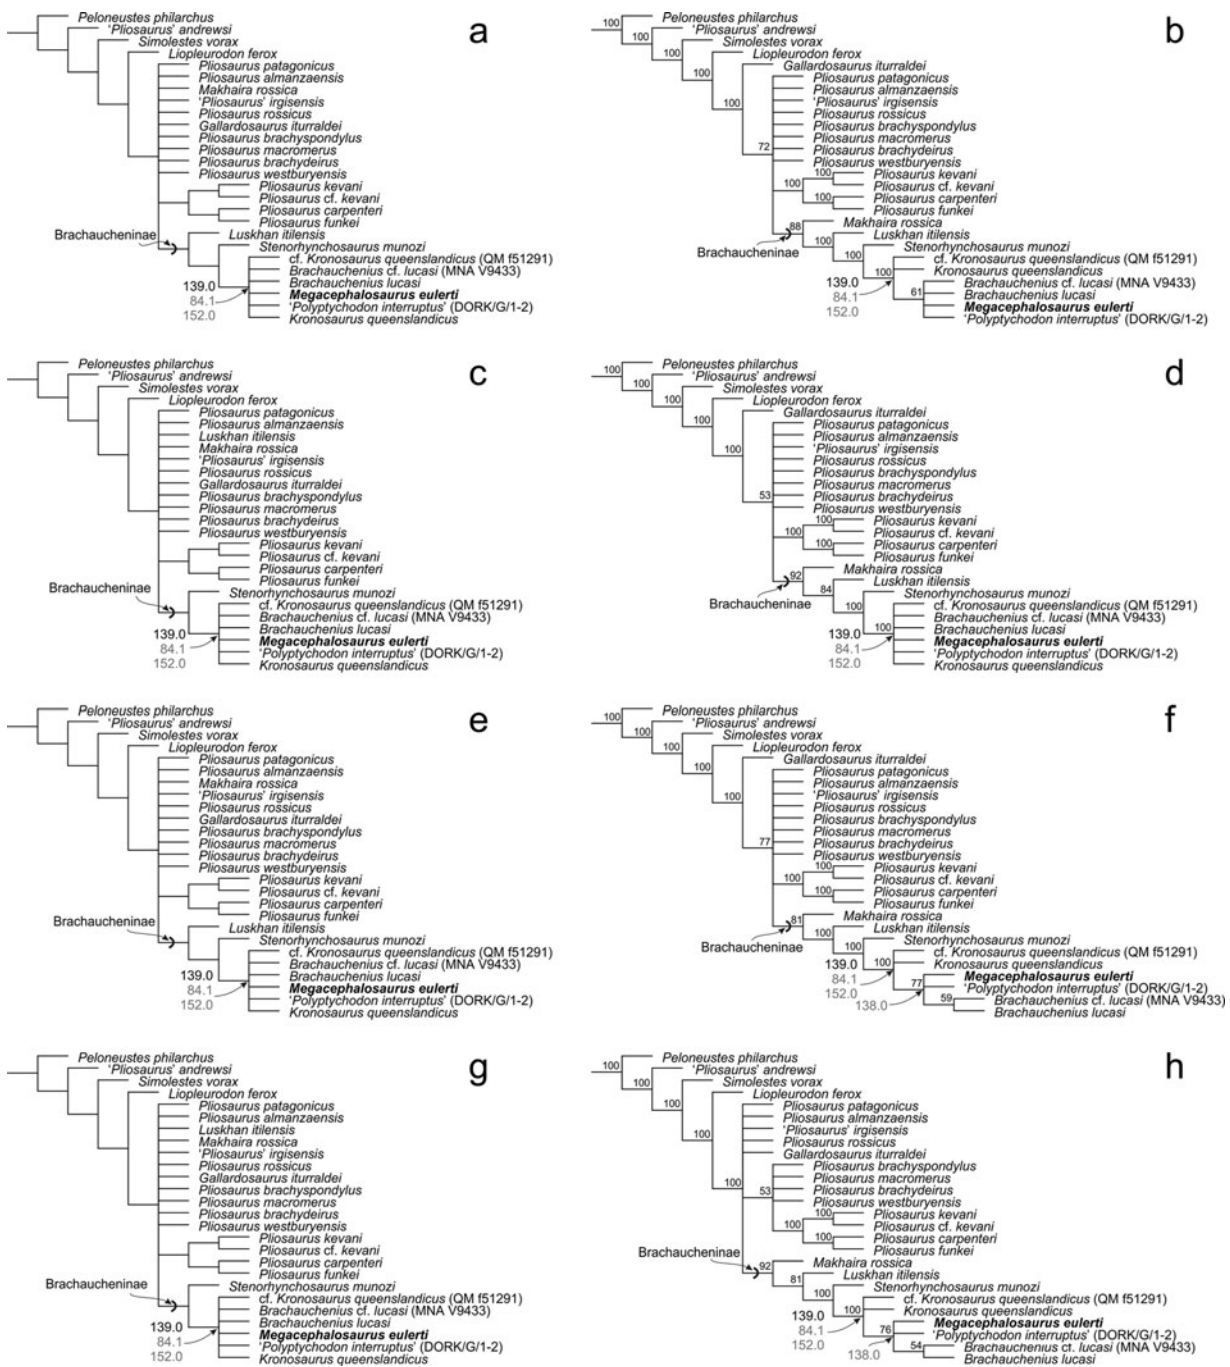 a
Peloneustes philarchus
'Pliosaurus' andrewsi
Simolestes vorax
Liopleurodon ferox
Pliosaurus patagonicus
Pliosaurus almanzaensis
Makhaira rossica
'Pliosaurus' irgisensis
Pliosaurus rossicus
Gallardosaurus iturraldei
Pliosaurus brachyspondylus
Pliosaurus macromerus
Pliosaurus brachydeirus
Pliosaurus westburyensis
Pliosaurus kevani
Pliosaurus cf. kevani
Pliosaurus carpenteri
Pliosaurus funkei
Brachaucheninae
Luskhan itilensis
Stenorhynchosaurus munozi
cf. Kronosaurus queenslandicus (QM f51291)
Brachauchenius cf. lucasi (MNA V9433)
Brachauchenius lucasi
139.0
Megacephalosaurus eulerti
84.1
'Polyptychodon interruptus' (DORK/G/1-2)
152.0
Kronosaurus queenslandicus
b
100
Peloneustes philarchus
100
'Pliosaurus' andrewsi
100
Simolestes vorax
100
Liopleurodon ferox
100
Gallardosaurus iturraldei
Pliosaurus patagonicus
Pliosaurus almanzaensis
'Pliosaurus' irgisensis
Pliosaurus rossicus
Pliosaurus brachyspondylus
Pliosaurus macromerus
Pliosaurus brachydeirus
72
Pliosaurus westburyensis
100
Pliosaurus kevani
100
Pliosaurus cf. kevani
100
Pliosaurus carpenteri
Pliosaurus funkei
88
Makhaira rossica
Brachaucheninae
100
Luskhan itilensis
100
Stenorhynchosaurus munozi
cf. Kronosaurus queenslandicus (QM f51291)
100
Kronosaurus queenslandicus
139.0
Brachauchenius cf. lucasi (MNA V9433)
84.1
61
Brachauchenius lucasi
152.0
Megacephalosaurus eulerti
'Polyptychodon interruptus' (DORK/G/1-2)
c
Peloneustes philarchus
'Pliosaurus' andrewsi
Simolestes vorax
Liopleurodon ferox
Pliosaurus patagonicus
Pliosaurus almanzaensis
Luskhan itilensis
Makhaira rossica
'Pliosaurus' irgisensis
Pliosaurus rossicus
Gallardosaurus iturraldei
Pliosaurus brachyspondylus
Pliosaurus macromerus
Pliosaurus brachydeirus
Pliosaurus westburyensis
Pliosaurus kevani
Pliosaurus cf. kevani
Pliosaurus carpenteri
Pliosaurus funkei
Brachaucheninae
Stenorhynchosaurus munozi
cf. Kronosaurus queenslandicus (QM f51291)
Brachauchenius cf. lucasi (MNA V9433)
Brachauchenius lucasi
139.0
Megacephalosaurus eulerti
84.1
'Polyptychodon interruptus' (DORK/G/1-2)
152.0
Kronosaurus queenslandicus
d
100
Peloneustes philarchus
100
'Pliosaurus' andrewsi
100
Simolestes vorax
100
Liopleurodon ferox
100
Gallardosaurus iturraldei
Pliosaurus patagonicus
Pliosaurus almanzaensis
'Pliosaurus' irgisensis
Pliosaurus rossicus
Pliosaurus brachyspondylus
Pliosaurus macromerus
Pliosaurus brachydeirus
53
Pliosaurus westburyensis
100
Pliosaurus kevani
100
Pliosaurus cf. kevani
100
Pliosaurus carpenteri
Pliosaurus funkei
92
Makhaira rossica
Brachaucheninae
84
Luskhan itilensis
100
Stenorhynchosaurus munozi
cf. Kronosaurus queenslandicus (QM f51291)
Brachauchenius cf. lucasi (MNA V9433)
100
Brachauchenius lucasi
139.0
Megacephalosaurus eulerti
84.1
'Polyptychodon interruptus' (DORK/G/1-2)
152.0
Kronosaurus queenslandicus
e
Peloneustes philarchus
'Pliosaurus' andrewsi
Simolestes vorax
Liopleurodon ferox
Pliosaurus patagonicus
Pliosaurus almanzaensis
Makhaira rossica
'Pliosaurus' irgisensis
Pliosaurus rossicus
Gallardosaurus iturraldei
Pliosaurus brachyspondylus
Pliosaurus macromerus
Pliosaurus brachydeirus
Pliosaurus westburyensis
Pliosaurus kevani
Pliosaurus cf. kevani
Pliosaurus carpenteri
Pliosaurus funkei
Brachaucheninae
Luskhan itilensis
Stenorhynchosaurus munozi
cf. Kronosaurus queenslandicus (QM f51291)
Brachauchenius cf. lucasi (MNA V9433)
Brachauchenius lucasi
139.0
Megacephalosaurus eulerti
84.1
'Polyptychodon interruptus' (DORK/G/1-2)
152.0
Kronosaurus queenslandicus
f
100
Peloneustes philarchus
100
'Pliosaurus' andrewsi
100
Simolestes vorax
100
Liopleurodon ferox
100
Gallardosaurus iturraldei
Pliosaurus patagonicus
Pliosaurus almanzaensis
'Pliosaurus' irgisensis
Pliosaurus rossicus
Pliosaurus brachyspondylus
Pliosaurus macromerus
Pliosaurus brachydeirus
77
Pliosaurus westburyensis
100
Pliosaurus kevani
100
Pliosaurus cf. kevani
100
Pliosaurus carpenteri
Pliosaurus funkei
81
Makhaira rossica
Brachaucheninae
100
Luskhan itilensis
100
Stenorhynchosaurus munozi
cf. Kronosaurus queenslandicus (QM f51291)
139.0
100
Kronosaurus queenslandicus
84.1
77
Megacephalosaurus eulerti
152.0
'Polyptychodon interruptus' (DORK/G/1-2)
138.0
59
Brachauchenius cf. lucasi (MNA V9433)
Brachauchenius lucasi
g
Peloneustes philarchus
'Pliosaurus' andrewsi
Simolestes vorax
Liopleurodon ferox
Pliosaurus patagonicus
Pliosaurus almanzaensis
Luskhan itilensis
Makhaira rossica
'Pliosaurus' irgisensis
Pliosaurus rossicus
Gallardosaurus iturraldei
Pliosaurus brachyspondylus
Pliosaurus macromerus
Pliosaurus brachydeirus
Pliosaurus westburyensis
Pliosaurus kevani
Pliosaurus cf. kevani
Pliosaurus carpenteri
Pliosaurus funkei
Brachaucheninae
Stenorhynchosaurus munozi
cf. Kronosaurus queenslandicus (QM f51291)
Brachauchenius cf. lucasi (MNA V9433)
Brachauchenius lucasi
139.0
Megacephalosaurus eulerti
84.1
'Polyptychodon interruptus' (DORK/G/1-2)
152.0
Kronosaurus queenslandicus
h
100
Peloneustes philarchus
100
'Pliosaurus' andrewsi
100
Simolestes vorax
100
Liopleurodon ferox
Pliosaurus patagonicus
Pliosaurus almanzaensis
'Pliosaurus' irgisensis
Pliosaurus rossicus
Gallardosaurus iturraldei
Pliosaurus brachyspondylus
Pliosaurus macromerus
Pliosaurus brachydeirus
100
53
Pliosaurus westburyensis
100
Pliosaurus kevani
100
Pliosaurus cf. kevani
100
Pliosaurus carpenteri
Pliosaurus funkei
Brachaucheninae
92
Makhaira rossica
81
Luskhan itilensis
100
Stenorhynchosaurus munozi
cf. Kronosaurus queenslandicus (QM f51291)
139.0
100
Kronosaurus queenslandicus
84.1
76
Megacephalosaurus eulerti
152.0
'Polyptychodon interruptus' (DORK/G/1-2)
138.0
54
Brachauchenius cf. lucasi (MNA V9433)
Brachauchenius lucasi